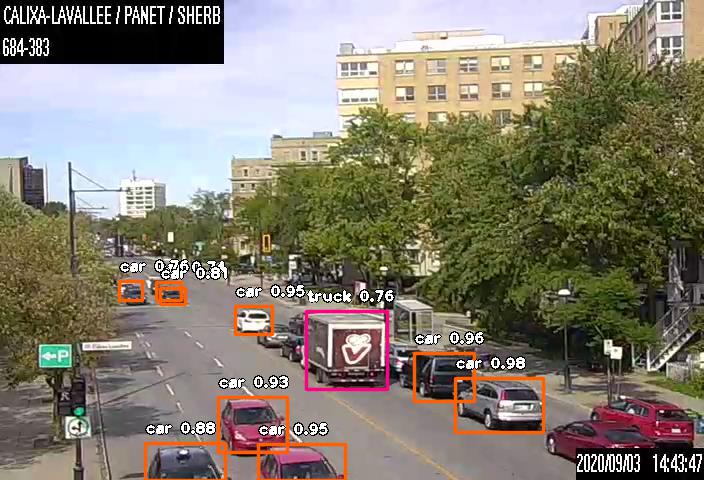 CALIXA-LAVALLEE / PANET / SHERB
684-383
car 0.76
car 0.81
car 0.95
truck 0.76
car 0.96
car 0.98
car 0.93
car 0.88
car 0.95
P
2020/09/03 14:43:47